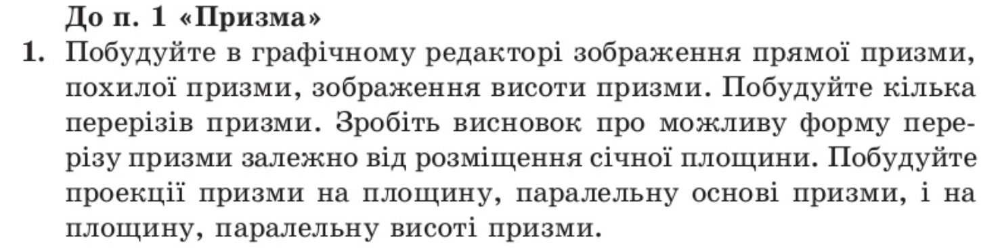 До п. 1 «Призма»
1. Побудуйте в графічному редакторі зображення прямої призми,
похилої призми, зображення висоти призми. Побудуйте кілька
перерізів призми. Зробіть висновок про можливу форму пере-
різу призми залежно від розміщення січної площини. Побудуйте
проекції призми на площину, паралельну основі призми, і на
площину, паралельну висоті призми.